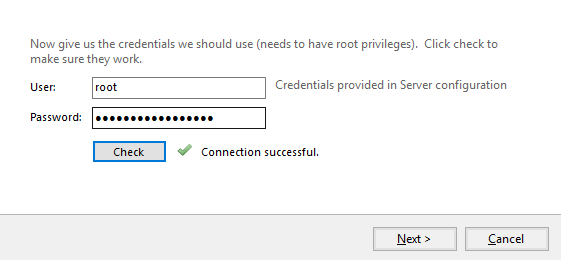 Now give us the credentials we should use (needs to have root privileges).  Click check to
make sure they work.
User: root Credentials provided in Server configuration
Password: •••••••••••••••••
Check Connection successful.
Next > Cancel